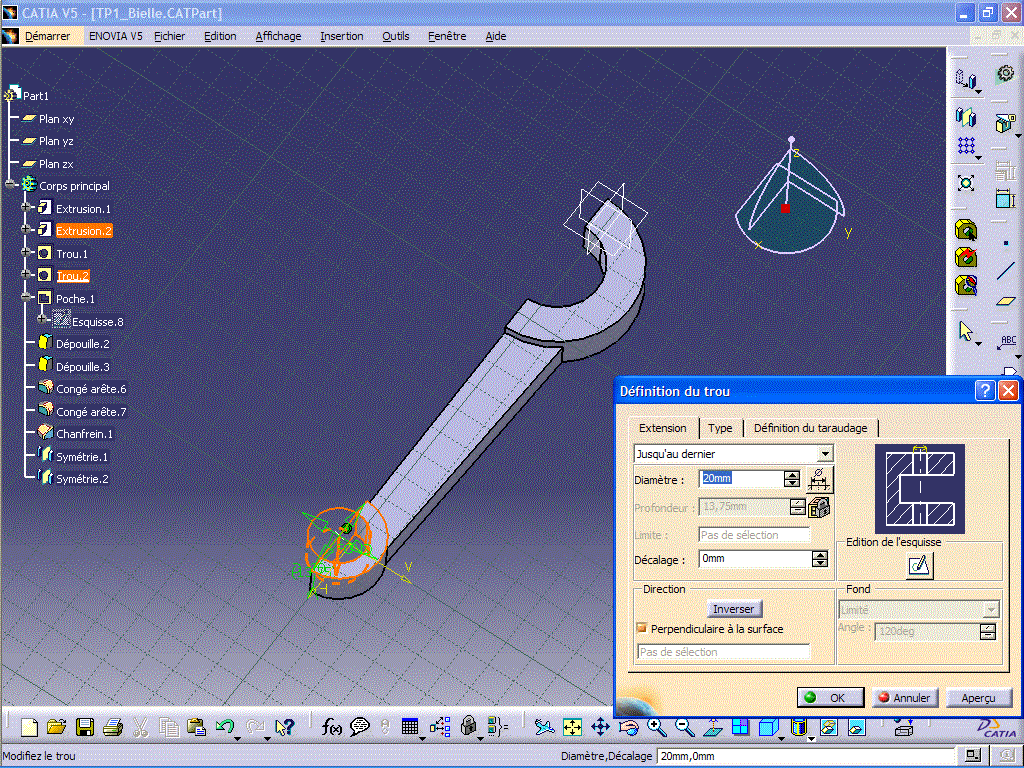 CATIA V5 - [TP1_Bielle.CATPart]
Démarrer ENOVIA V5 Fichier Edition Affichage Insertion Outils Fenêtre Aide
Part1
Plan xy
Plan yz
Plan zx
Corps principal
Extrusion.1
Extrusion.2
Trou.1
Trou.2
Poche.1
Esquisse.8
Dépouille.2
Dépouille.3
Congé arête.6
Congé arête.7
Chanfrein.1
Symétrie.1
Symétrie.2
z
y
x
V
ABC
Définition du trou
Extension Type Définition du taraudage
Jusqu'au dernier
Diamètre : 20mm
Profondeur : 13,75mm
Limite : Pas de sélection
Décalage : 0mm
Edition de l'esquisse
Direction
Inverser
Perpendiculaire à la surface
Pas de sélection
Fond
Limité
Angle : 120deg
OK Annuler Aperçu
f(x)
CATIA
Modifiez le trou
Diamètre,Décalage 20mm,0mm